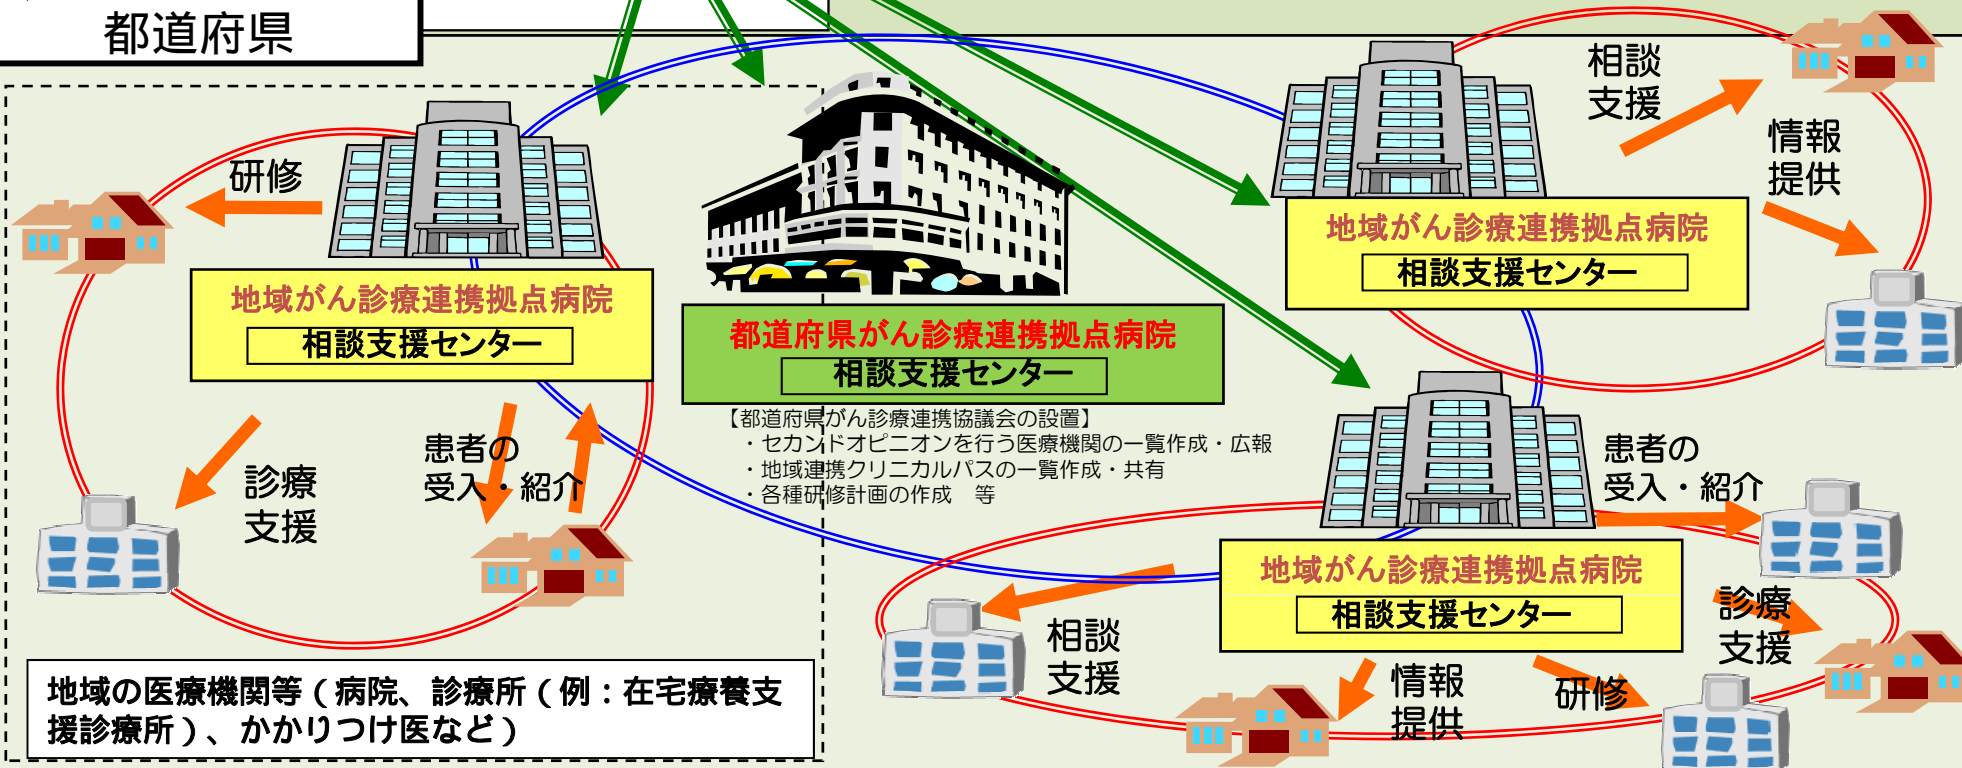 都道府県
研修
地域がん診療連携拠点病院
相談支援センター
診療
支援
患者の
受入・紹介
地域の医療機関等（病院、診療所（例：在宅療養支
援診療所）、かかりつけ医など）
都道府県がん診療連携拠点病院
相談支援センター
【都道府県がん診療連携協議会の設置】
・セカンドオピニオンを行う医療機関の一覧作成・広報
・地域連携クリニカルパスの一覧作成・共有
・各種研修計画の作成　等
相談
支援
情報
提供
地域がん診療連携拠点病院
相談支援センター
患者の
受入・紹介
地域がん診療連携拠点病院
相談支援センター
診療
支援
相談
支援
情報
提供
研修